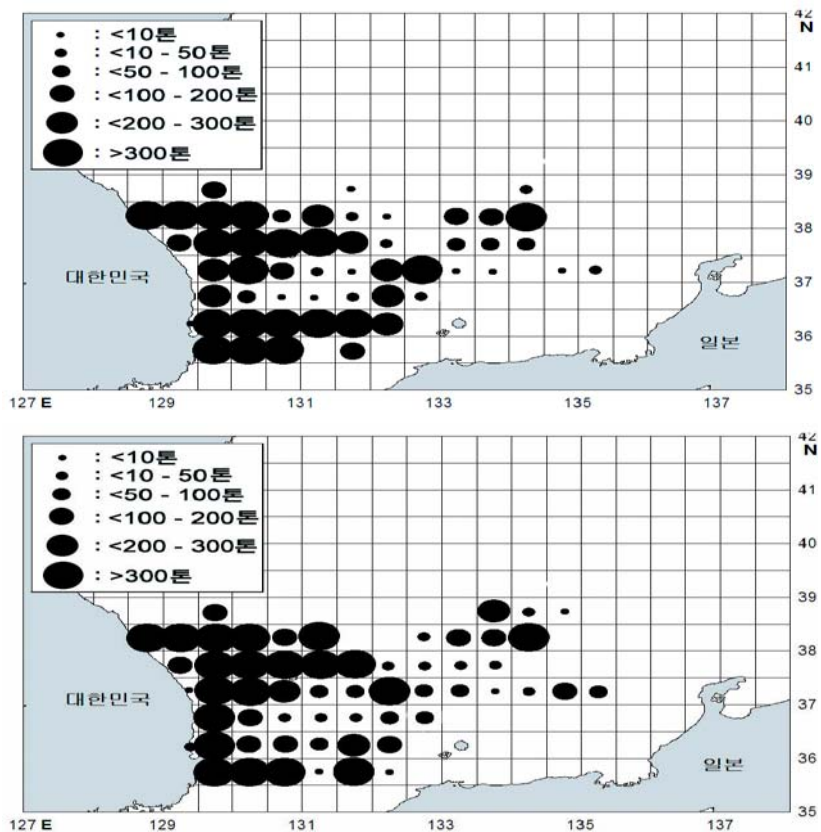 42
N
: <10톤
: <10 - 50톤
: <50 - 100톤
: <100 - 200톤
: <200 - 300톤
: >300톤
41
40
39
38
37
36
35
대한민국
일본
127 E 129 131 133 135 137
42
N
: <10톤
: <10 - 50톤
: <50 - 100톤
: <100 - 200톤
: <200 - 300톤
: >300톤
41
40
39
38
37
36
35
대한민국
일본
127 E 129 131 133 135 137